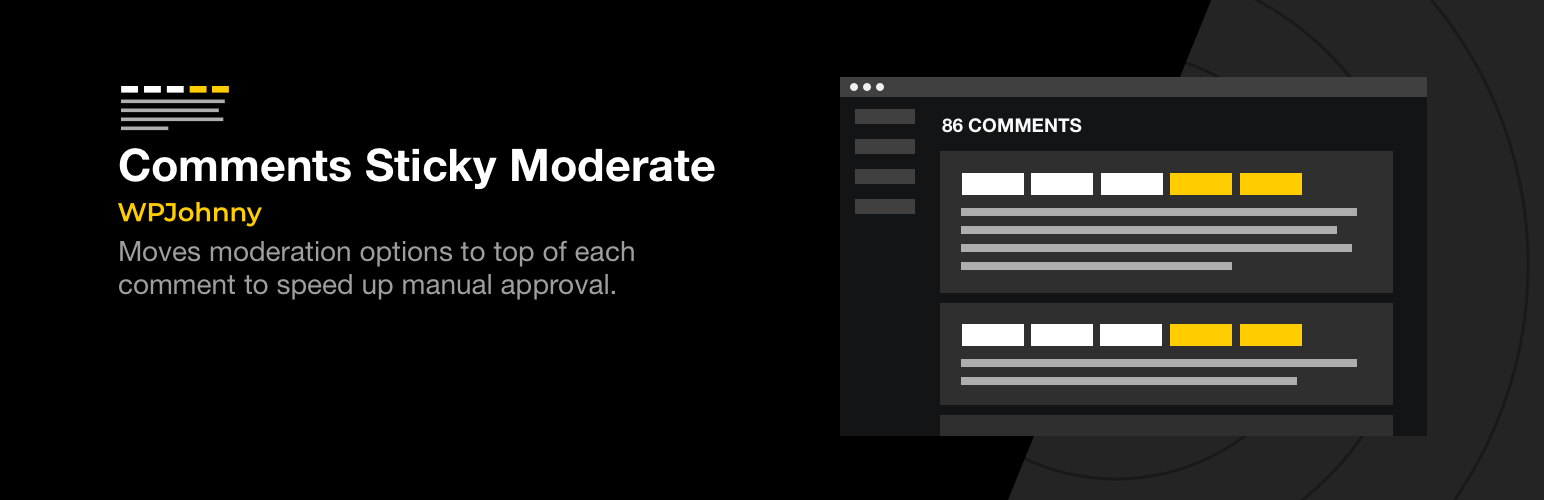 Comments Sticky Moderate
WPJohnny
Moves moderation options to top of each
comment to speed up manual approval.
86 COMMENTS